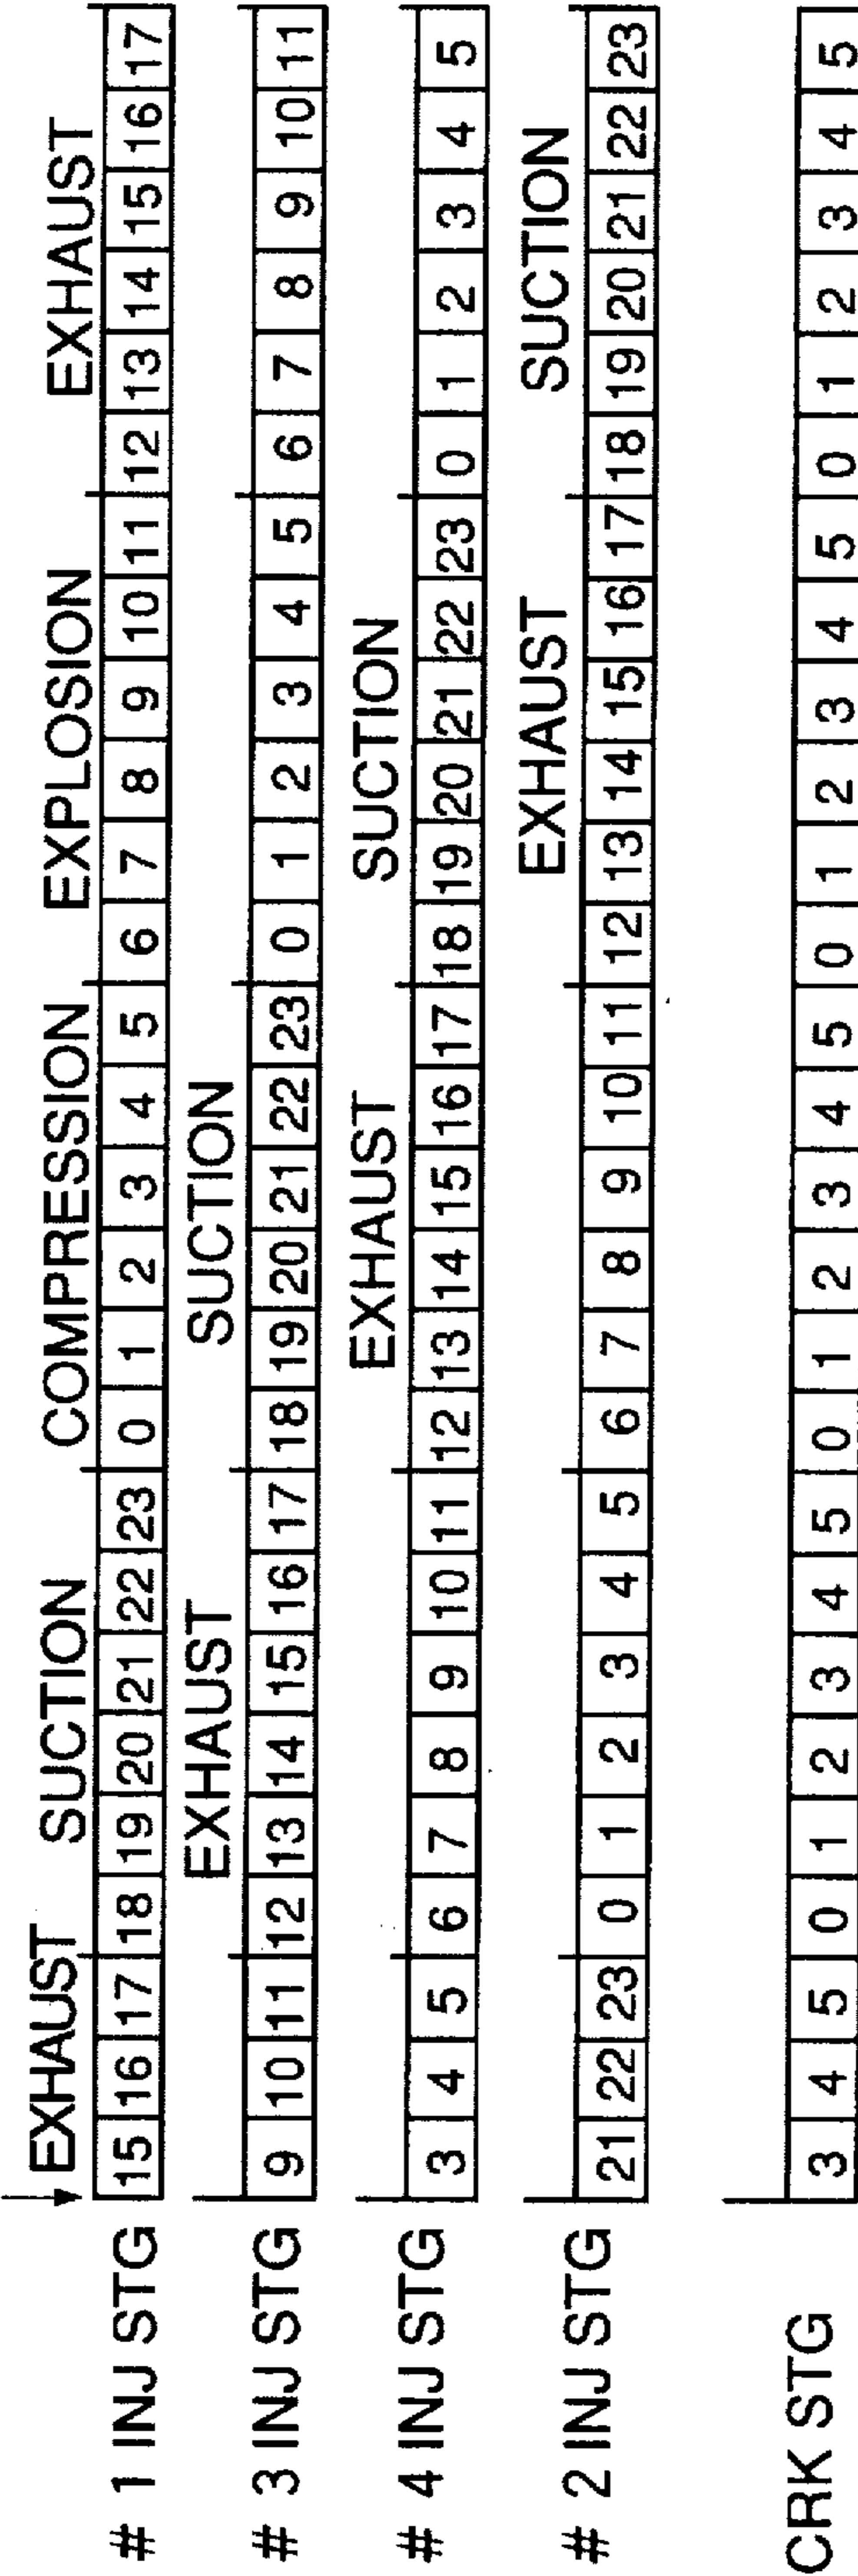 EXHAUST SUCTION COMPRESSION EXPLOSION EXHAUST
# 1 INJ STG 15 16 17 18 19 20 21 22 23 0 1 2 3 4 5 6 7 8 9 10 11 12 13 14 15 16 17
EXHAUST SUCTION
# 3 INJ STG 9 10 11 12 13 14 15 16 17 18 19 20 21 22 23 0 1 2 3 4 5 6 7 8 9 10 11
EXHAUST SUCTION
# 4 INJ STG 3 4 5 6 7 8 9 10 11 12 13 14 15 16 17 18 19 20 21 22 23 0 1 2 3 4 5
EXHAUST SUCTION
# 2 INJ STG 21 22 23 0 1 2 3 4 5 6 7 8 9 10 11 12 13 14 15 16 17 18 19 20 21 22 23
CRK STG 3 4 5 0 1 2 3 4 5 0 1 2 3 4 5 0 1 2 3 4 5 0 1 2 3 4 5